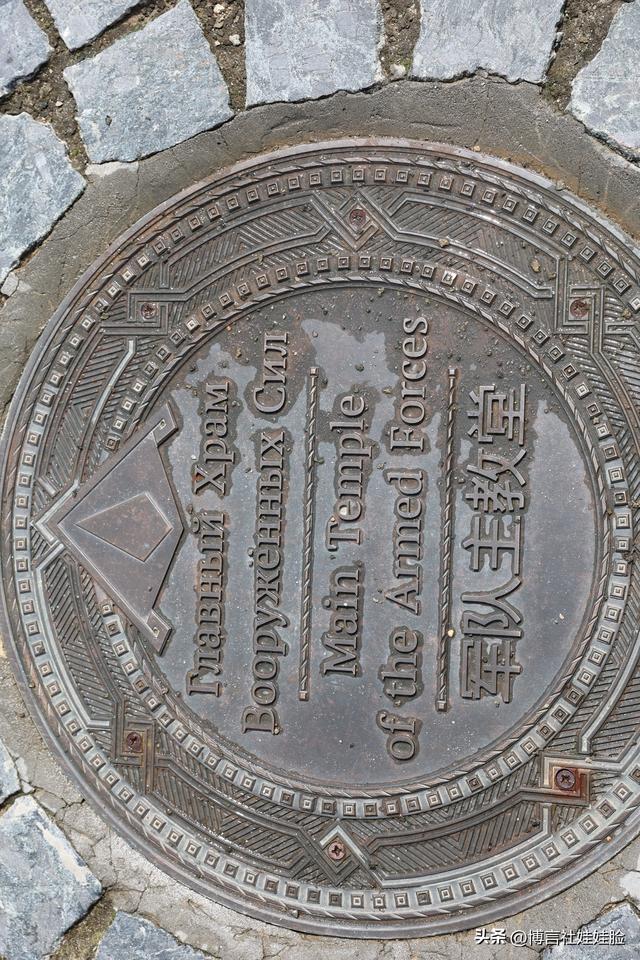 Главный Храм
Вооружённых Сил
Main Temple
of the Armed Forces
军队主教堂
头条 @博言社娃娃脸